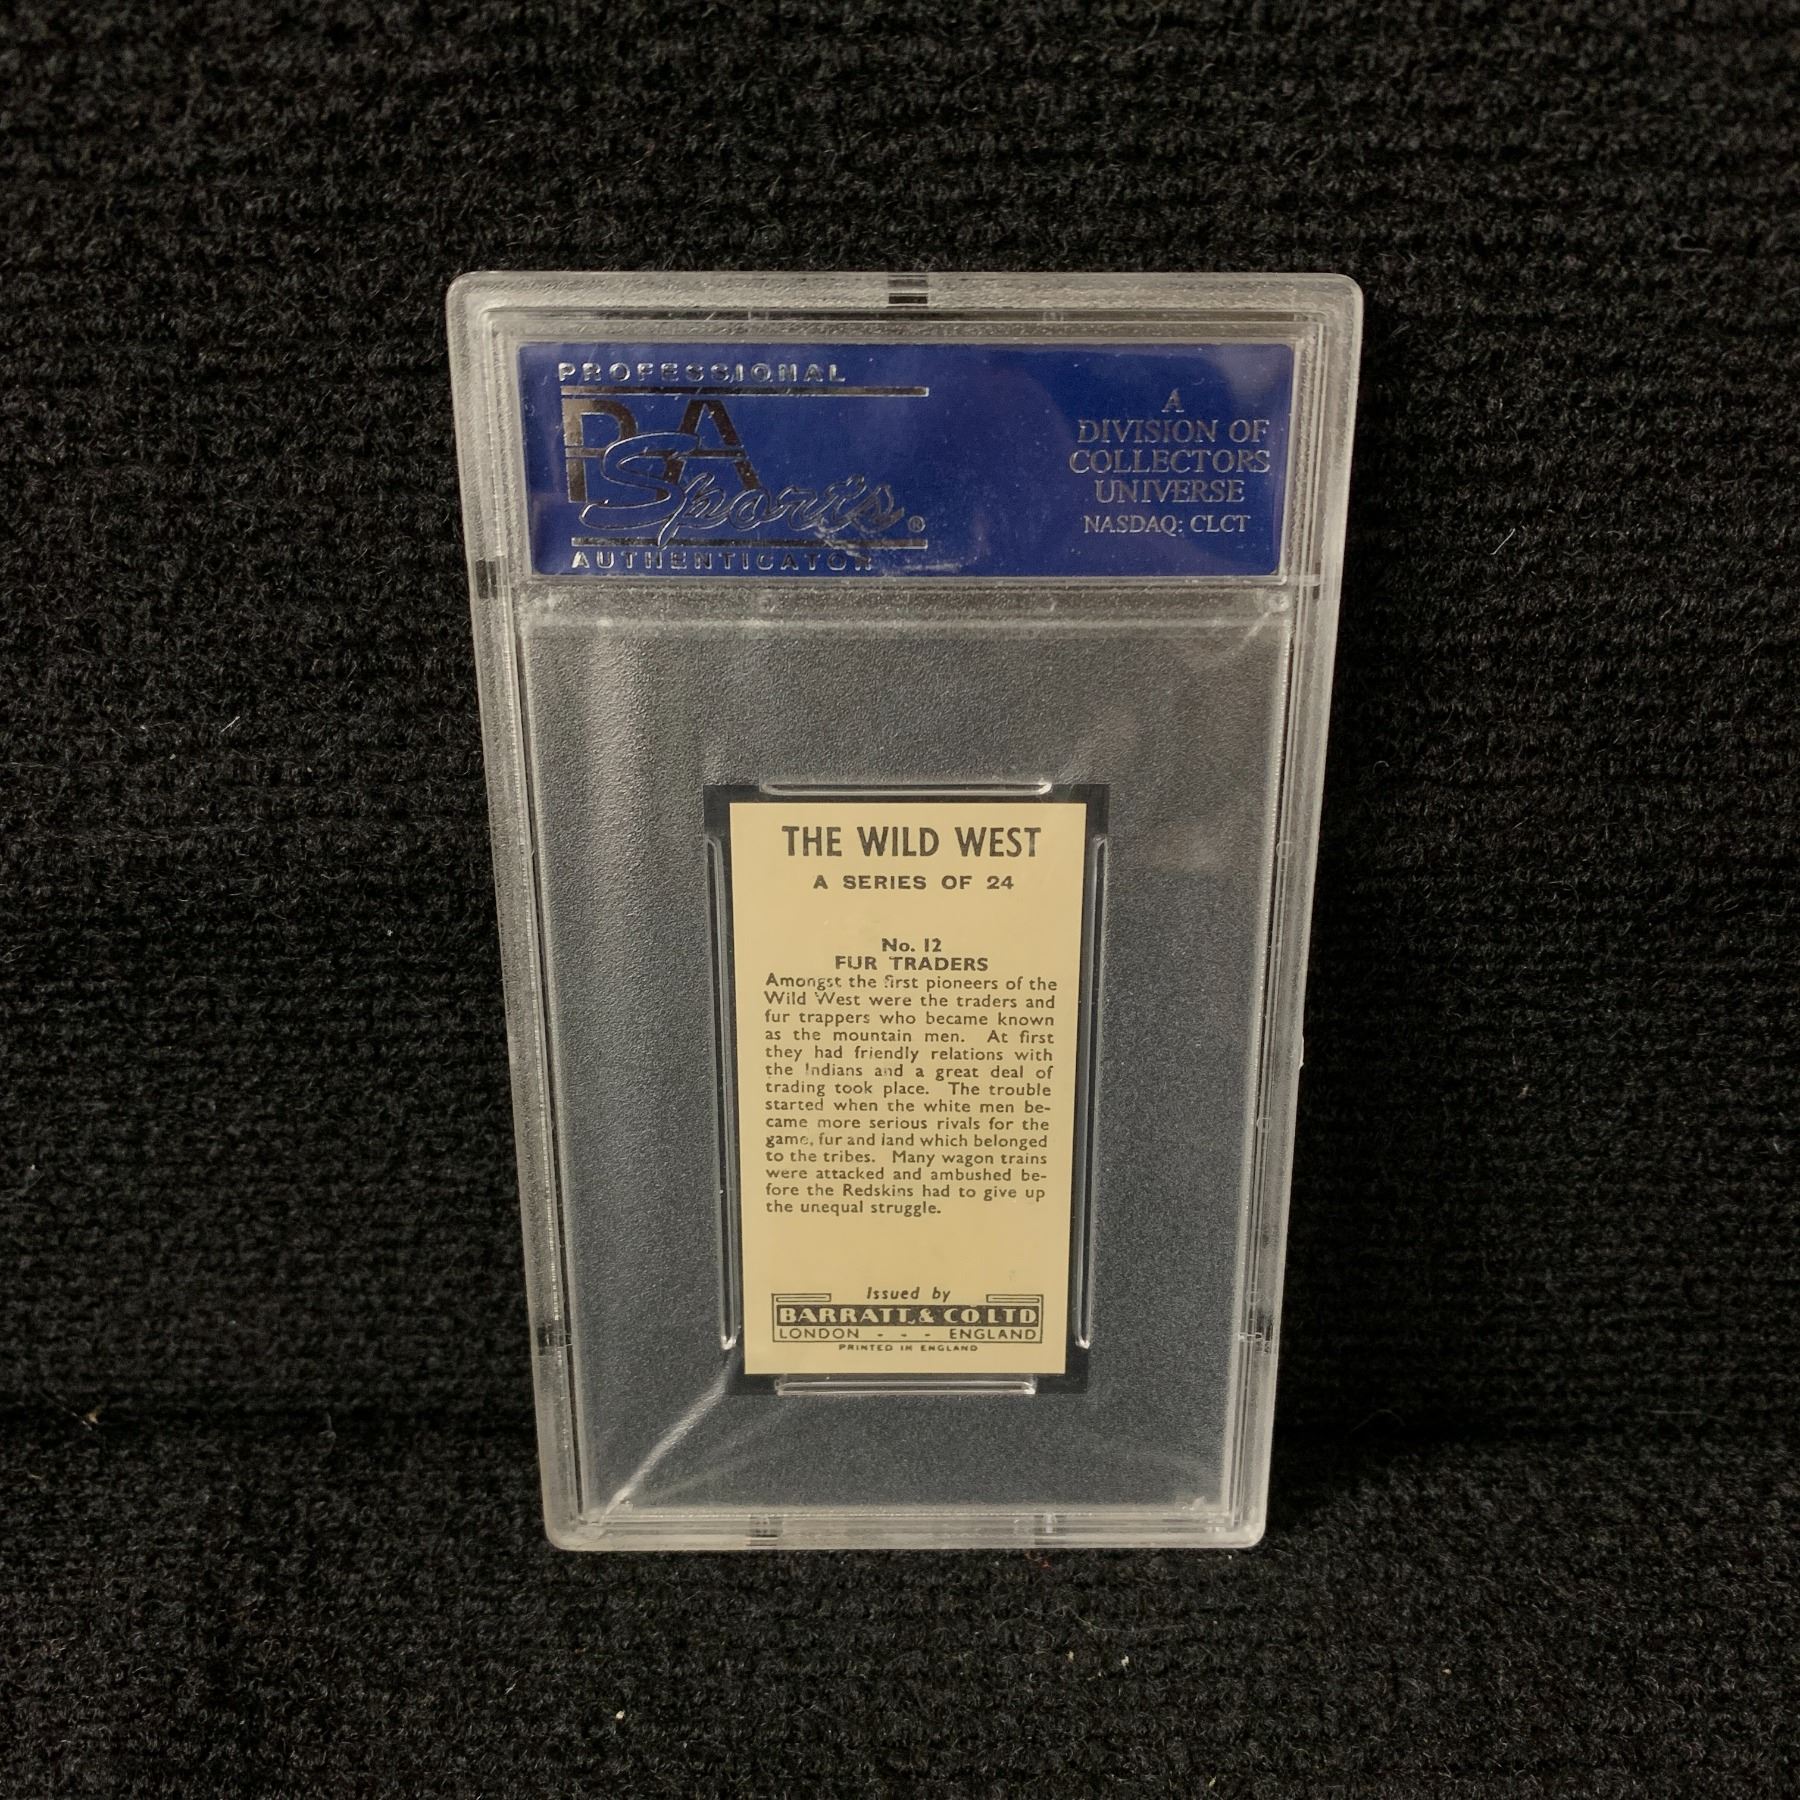 PROFESSIONAL
PSA
Sports®
AUTHENTICATOR
A
DIVISION OF
COLLECTORS
UNIVERSE
NASDAQ: CLCT
THE WILD WEST
A SERIES OF 24
No. 12
FUR TRADERS
Amongst the first pioneers of the
Wild West were the traders and
fur trappers who became known
as the mountain men. At first
they had friendly relations with
the Indians and a great deal of
trading took place. The trouble
started when the white men be-
came more serious rivals for the
game, fur and land which belonged
to the tribes. Many wagon trains
were attacked and ambushed be-
fore the Redskins had to give up
the unequal struggle.
Issued by
BARRATT & CO LTD
LONDON - - - ENGLAND
PRINTED IN ENGLAND